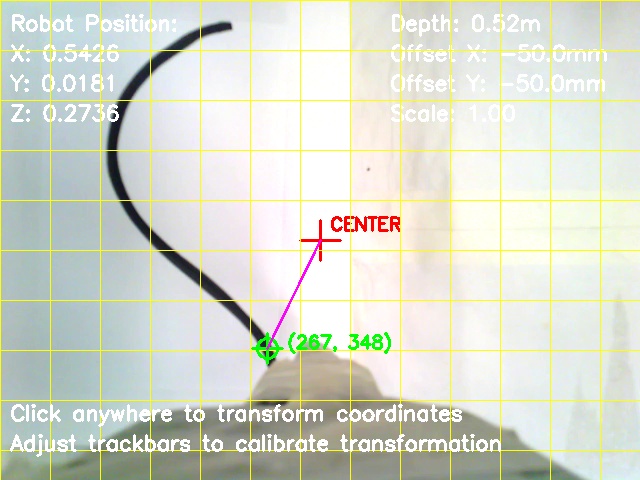 Robot Position:
X: 0.5426
Y: 0.0181
Z: 0.2736
Depth: 0.52m
Offset X: -50.0mm
Offset Y: -50.0mm
Scale: 1.00
CENTER
(267, 348)
Click anywhere to transform coordinates
Adjust trackbars to calibrate transformation